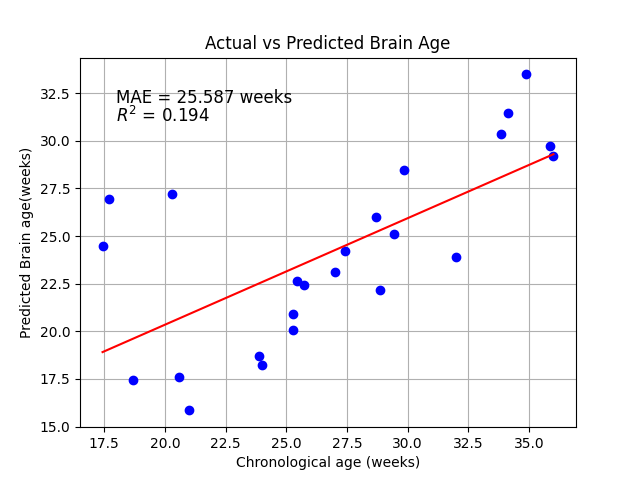 Actual vs Predicted Brain Age
MAE = 25.587 weeks
R² = 0.194
Predicted Brain age(weeks)
32.5
30.0
27.5
25.0
22.5
20.0
17.5
15.0
17.5 20.0 22.5 25.0 27.5 30.0 32.5 35.0
Chronological age (weeks)